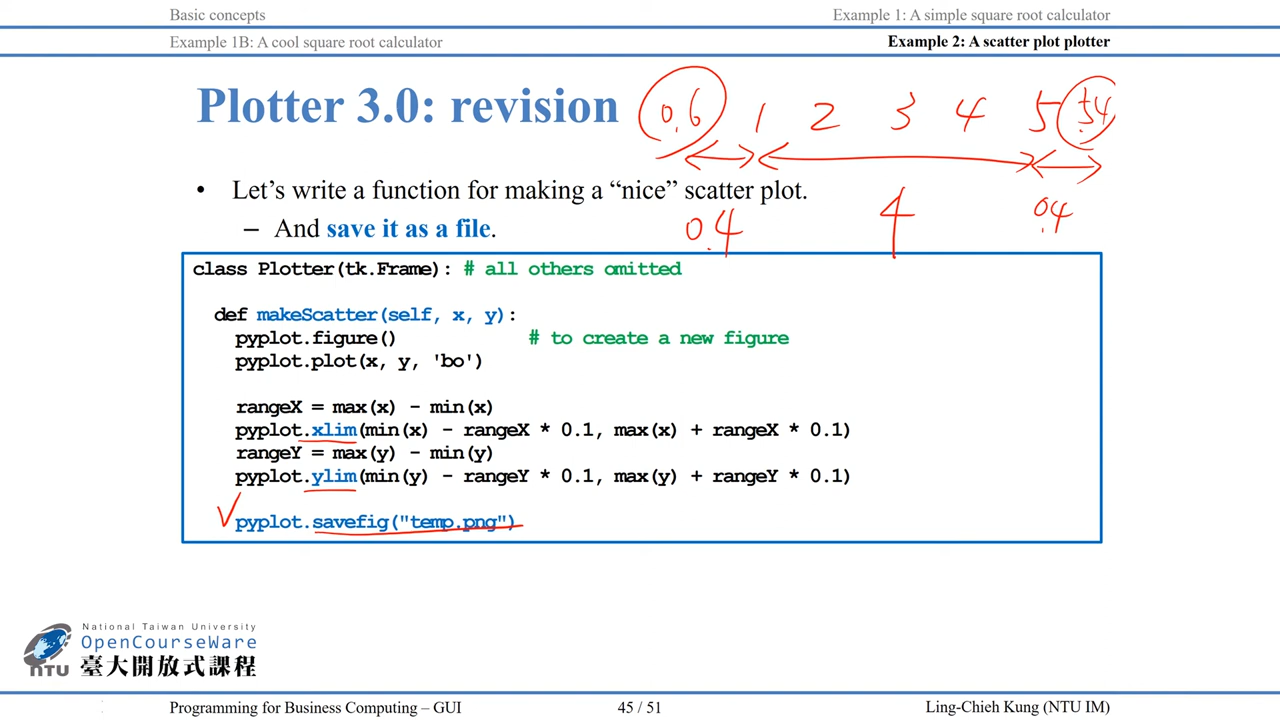 Basic concepts
Example 1: A simple square root calculator
Example 1B: A cool square root calculator
Example 2: A scatter plot plotter
Plotter 3.0: revision
0.6 1 2 3 4 5 5.4
• Let's write a function for making a “nice” scatter plot.
0.4 4 0.4
– And save it as a file.
class Plotter(tk.Frame): # all others omitted
def makeScatter(self, x, y):
pyplot.figure() # to create a new figure
pyplot.plot(x, y, 'bo')
rangeX = max(x) - min(x)
pyplot.xlim(min(x) - rangeX * 0.1, max(x) + rangeX * 0.1)
rangeY = max(y) - min(y)
pyplot.ylim(min(y) - rangeY * 0.1, max(y) + rangeY * 0.1)
pyplot.savefig("temp.png")
National Taiwan University
OpenCourseWare
NTU 臺大開放式課程
Programming for Business Computing – GUI
45 / 51
Ling-Chieh Kung (NTU IM)